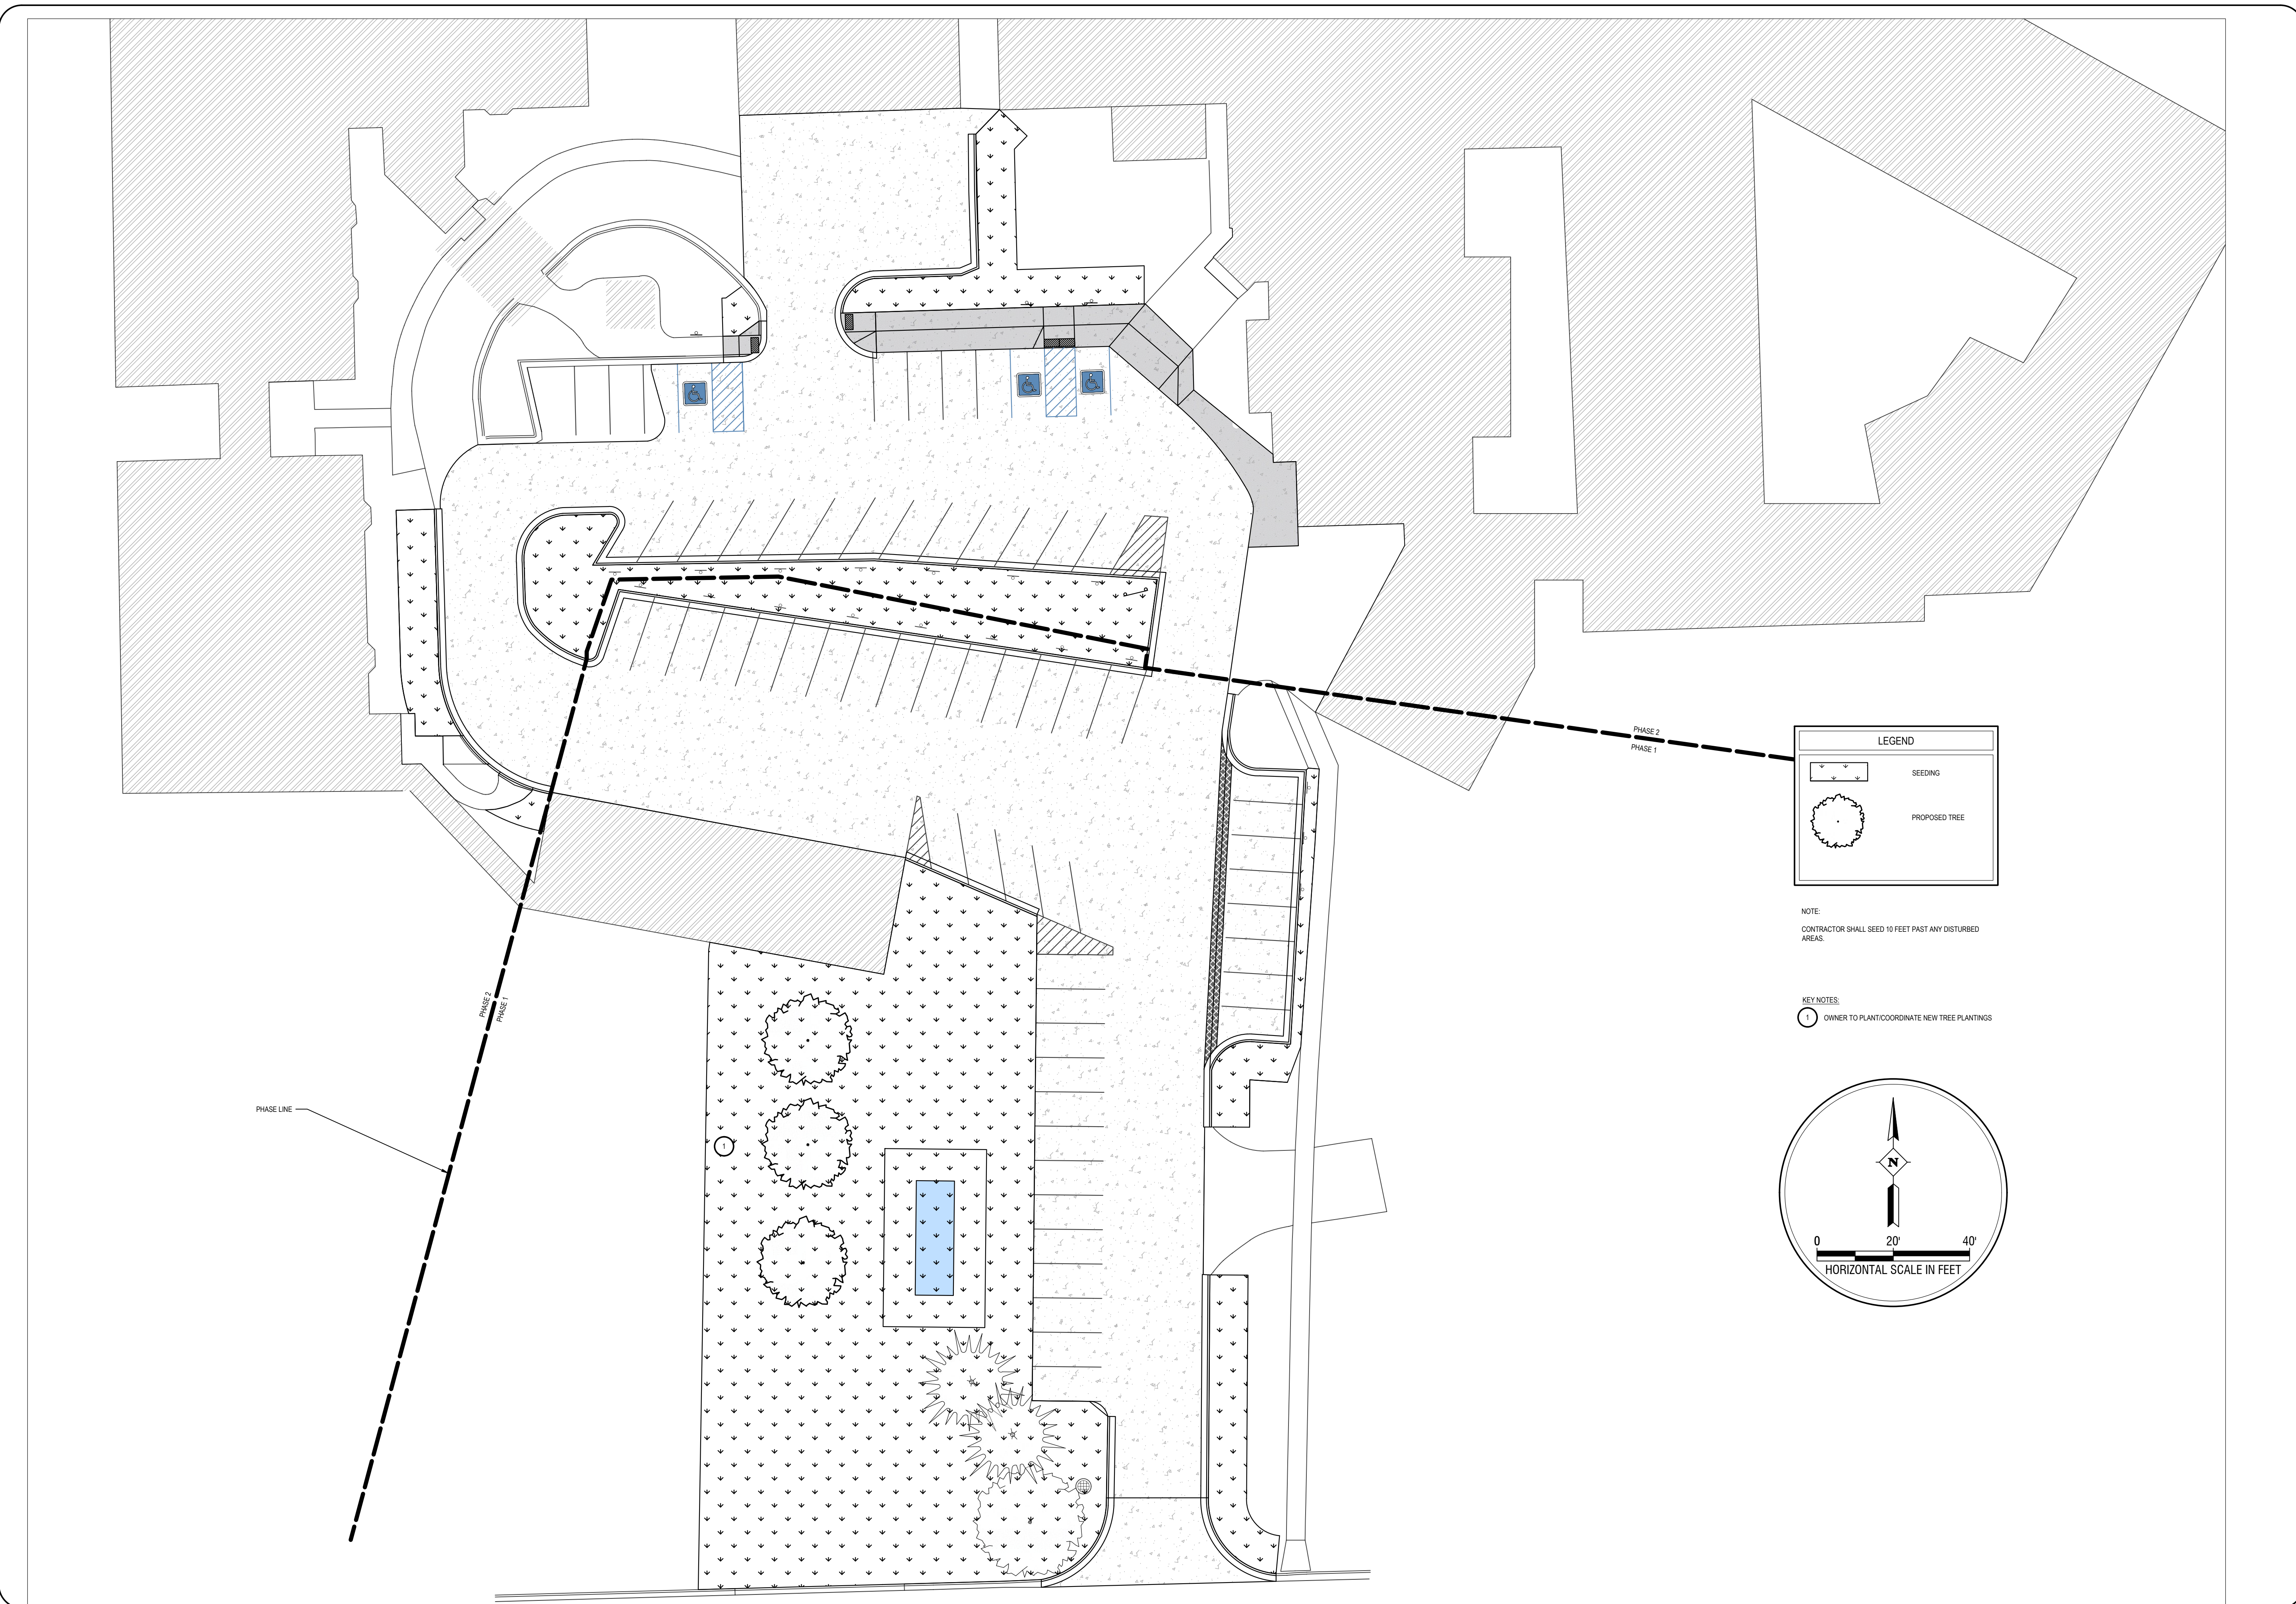 PHASE 2
PHASE 1
LEGEND
SEEDING
PROPOSED TREE
NOTE:
CONTRACTOR SHALL SEED 10 FEET PAST ANY DISTURBED
AREAS.
PHASE 2
PHASE 1
KEY NOTES:
1 OWNER TO PLANT/COORDINATE NEW TREE PLANTINGS
PHASE LINE
1
N
0 20' 40'
HORIZONTAL SCALE IN FEET